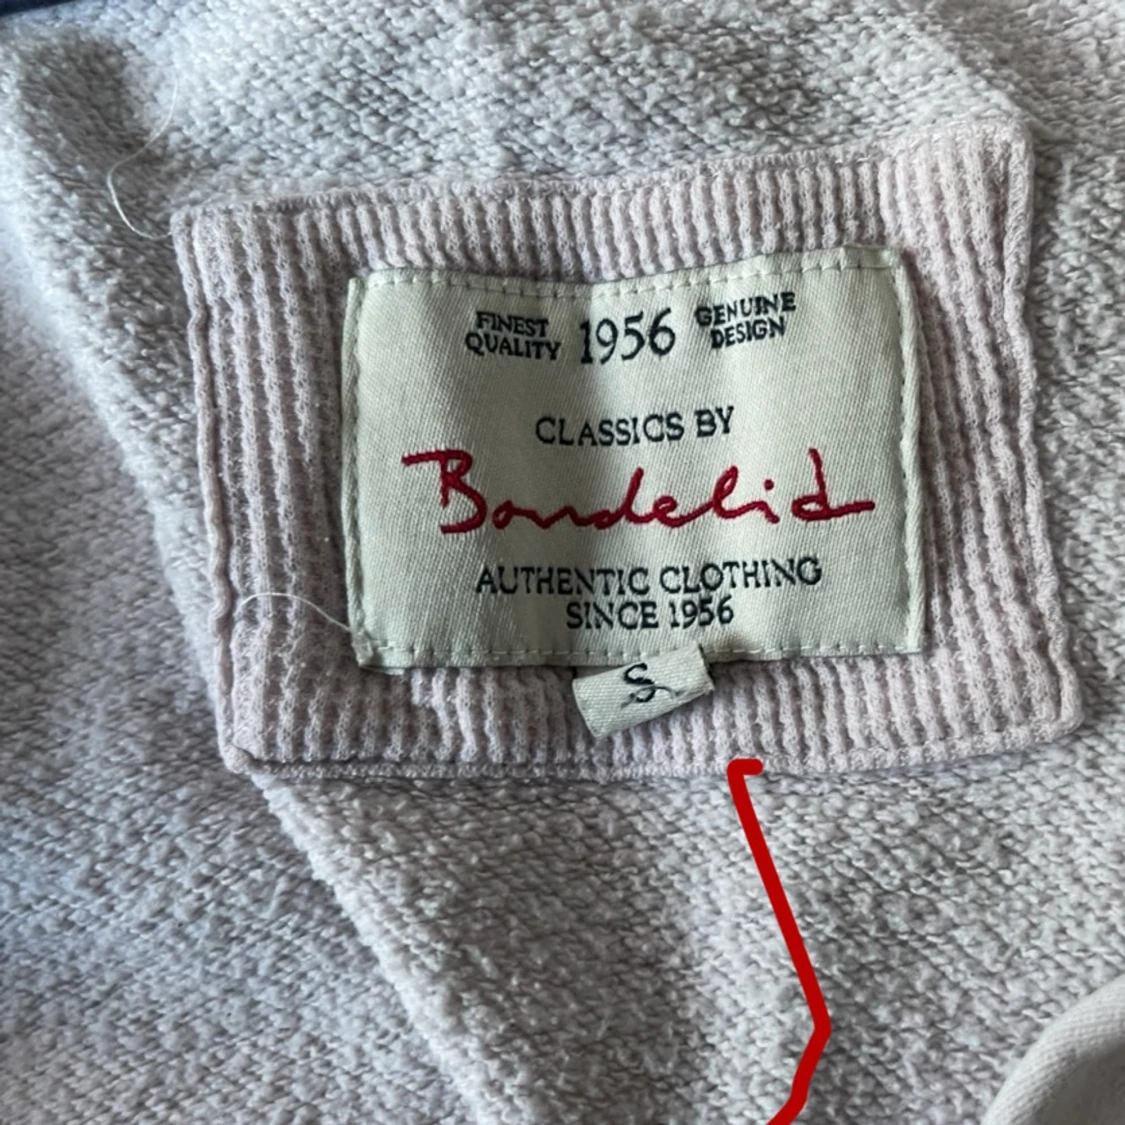 FINEST QUALITY 1956 GENUINE DESIGN
CLASSICS BY
Bondelid
AUTHENTIC CLOTHING
SINCE 1956
S